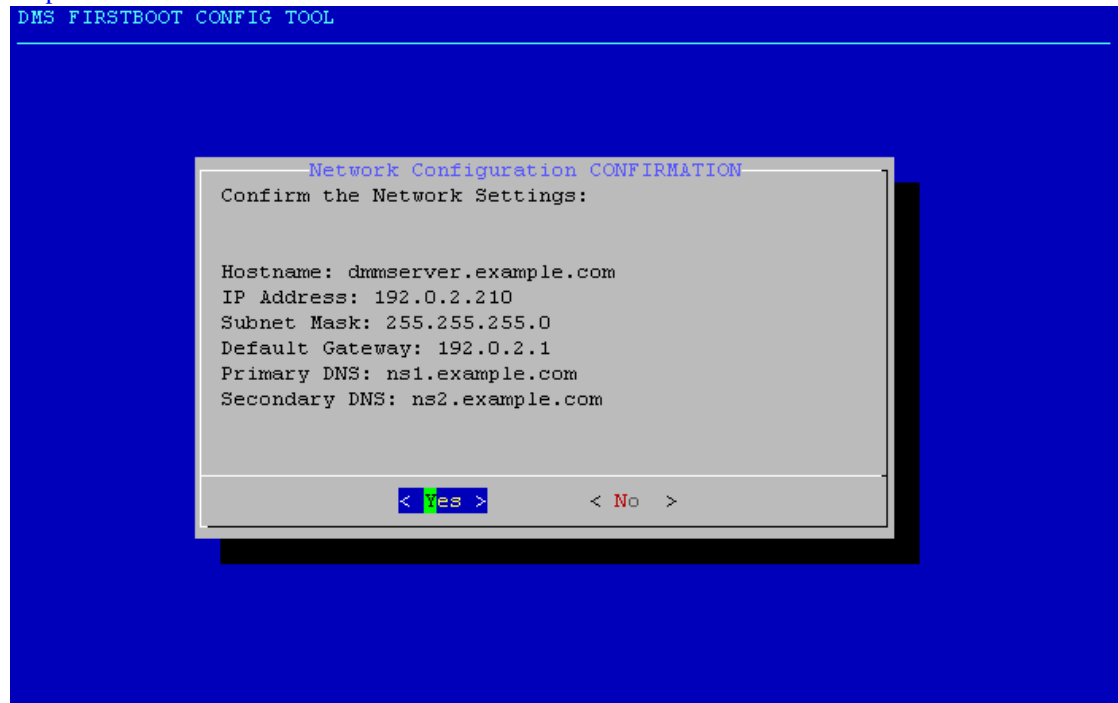 DMS FIRSTBOOT CONFIG TOOL
Network Configuration CONFIRMATION
Confirm the Network Settings:
Hostname: dmmserver.example.com
IP Address: 192.0.2.210
Subnet Mask: 255.255.255.0
Default Gateway: 192.0.2.1
Primary DNS: ns1.example.com
Secondary DNS: ns2.example.com
< Yes > < No >